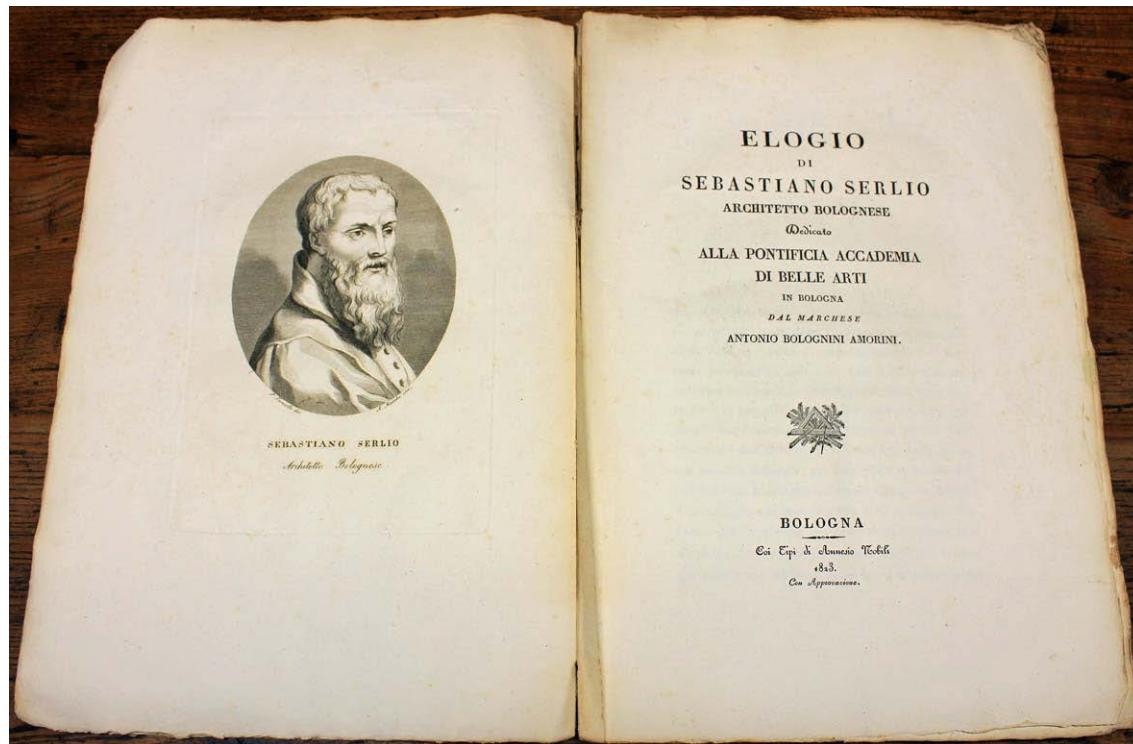 SEBASTIANO SERLIO
Architetto Bolognese
ELOGIO
DI
SEBASTIANO SERLIO
ARCHITETTO BOLOGNESE
Dedicato
ALLA PONTIFICIA ACCADEMIA
DI BELLE ARTI
IN BOLOGNA
DAL MARCHESE
ANTONIO BOLOGNINI AMORINI.
BOLOGNA
Coi Tipi di Annesio Nobili
1823.
Con Approvazione.